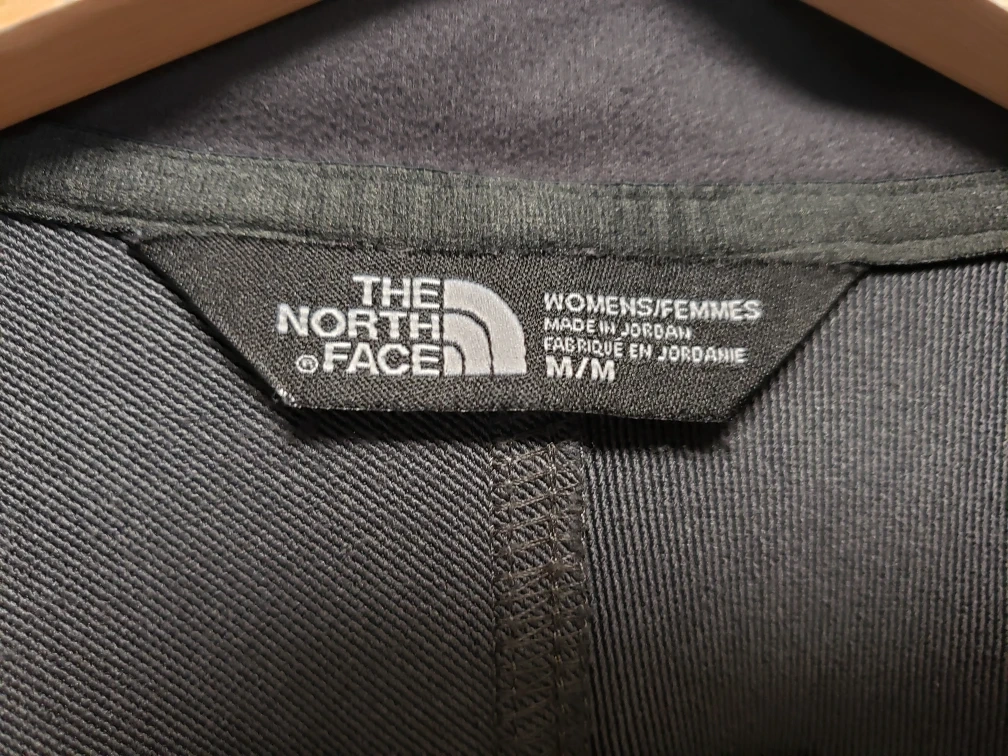 THE
NORTH
® FACE
WOMENS/FEMMES
MADE IN JORDAN
FABRIQUE EN JORDANIE
M/M